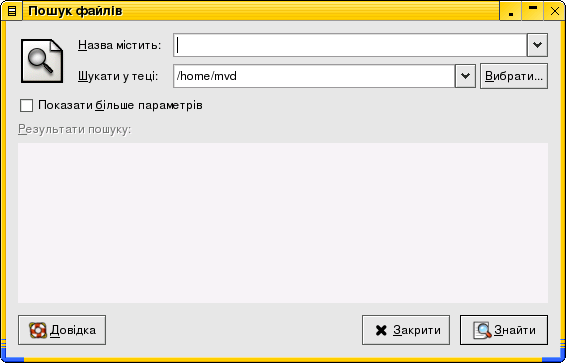 Пошук файлів
Назва містить:
Шукати у теці: /home/mvd Вибрати...
Показати більше параметрів
Результати пошуку:
Довідка Закрити Знайти